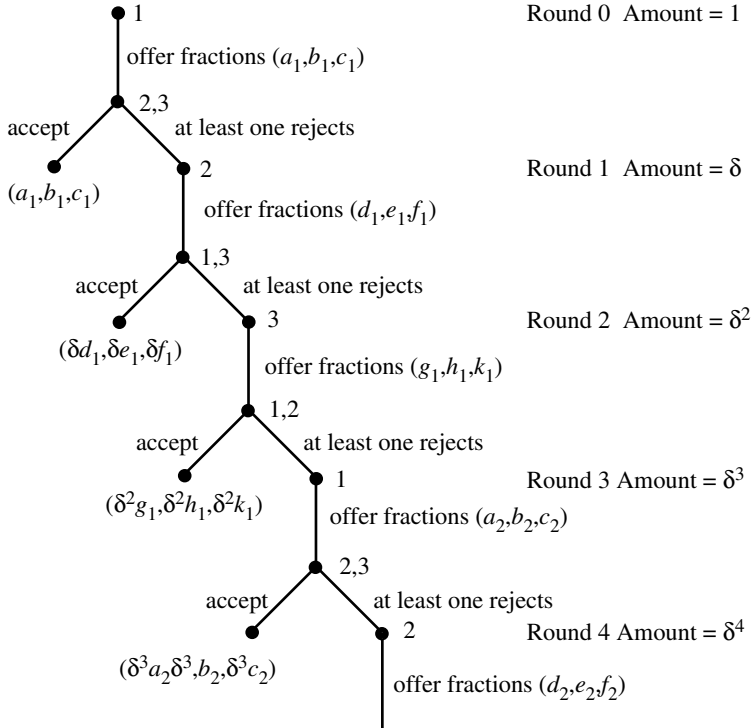 1 Round 0 Amount = 1
offer fractions (a₁,b₁,c₁)
2,3
accept at least one rejects
2 Round 1 Amount = δ
(a₁,b₁,c₁)
offer fractions (d₁,e₁,f₁)
1,3
accept at least one rejects
3 Round 2 Amount = δ²
(δd₁,δe₁,δf₁)
offer fractions (g₁,h₁,k₁)
1,2
accept at least one rejects
1 Round 3 Amount = δ³
(δ²g₁,δ²h₁,δ²k₁)
offer fractions (a₂,b₂,c₂)
2,3
accept at least one rejects
2 Round 4 Amount = δ⁴
(δ³a₂δ³,b₂,δ³c₂)
offer fractions (d₂,e₂,f₂)